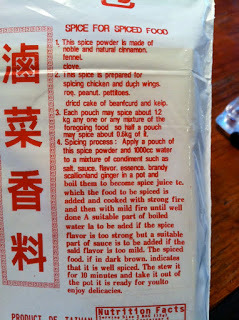 包
滷菜香料
SPICE FOR SPICED FOOD
1. This spice powder is made of
noble and natural cinnamon.
fennel.
clove.
2. This spice is prepared for
spicing chicken and duch wings.
roe, peanut, pettitoes.
dried cake of beanfcurd and kelp.
3. Each pouch may spice about 1.2
kg any one or any mixture of the
foregoing food so half a pouch
may spice about 0.6kg of it.
4. Spicing process: Apply a pouch of
this spice powder and 1000cc water
to a mixture of condiment such as
salt, sauce, flavor, essence, brandy
scallionland ginger in a pot and
boil them to become spice juice tc.
which the food to be spiced is
added and cooked with strong fire
and then with mild fire until well
done A suitable part of boiled
water is to be aded if the spice
flavor is too strong but a suitable
part of sauce is to be added if the
sald flavor is too mild. The spiced
food, if in dark brown, indicates
that it is well spiced. The stew it
for 10 minutes and take it out of
the pot it is ready for youlto
enjoy delicacies.
PRODUCT OF TAIWAN
Nutrition Facts